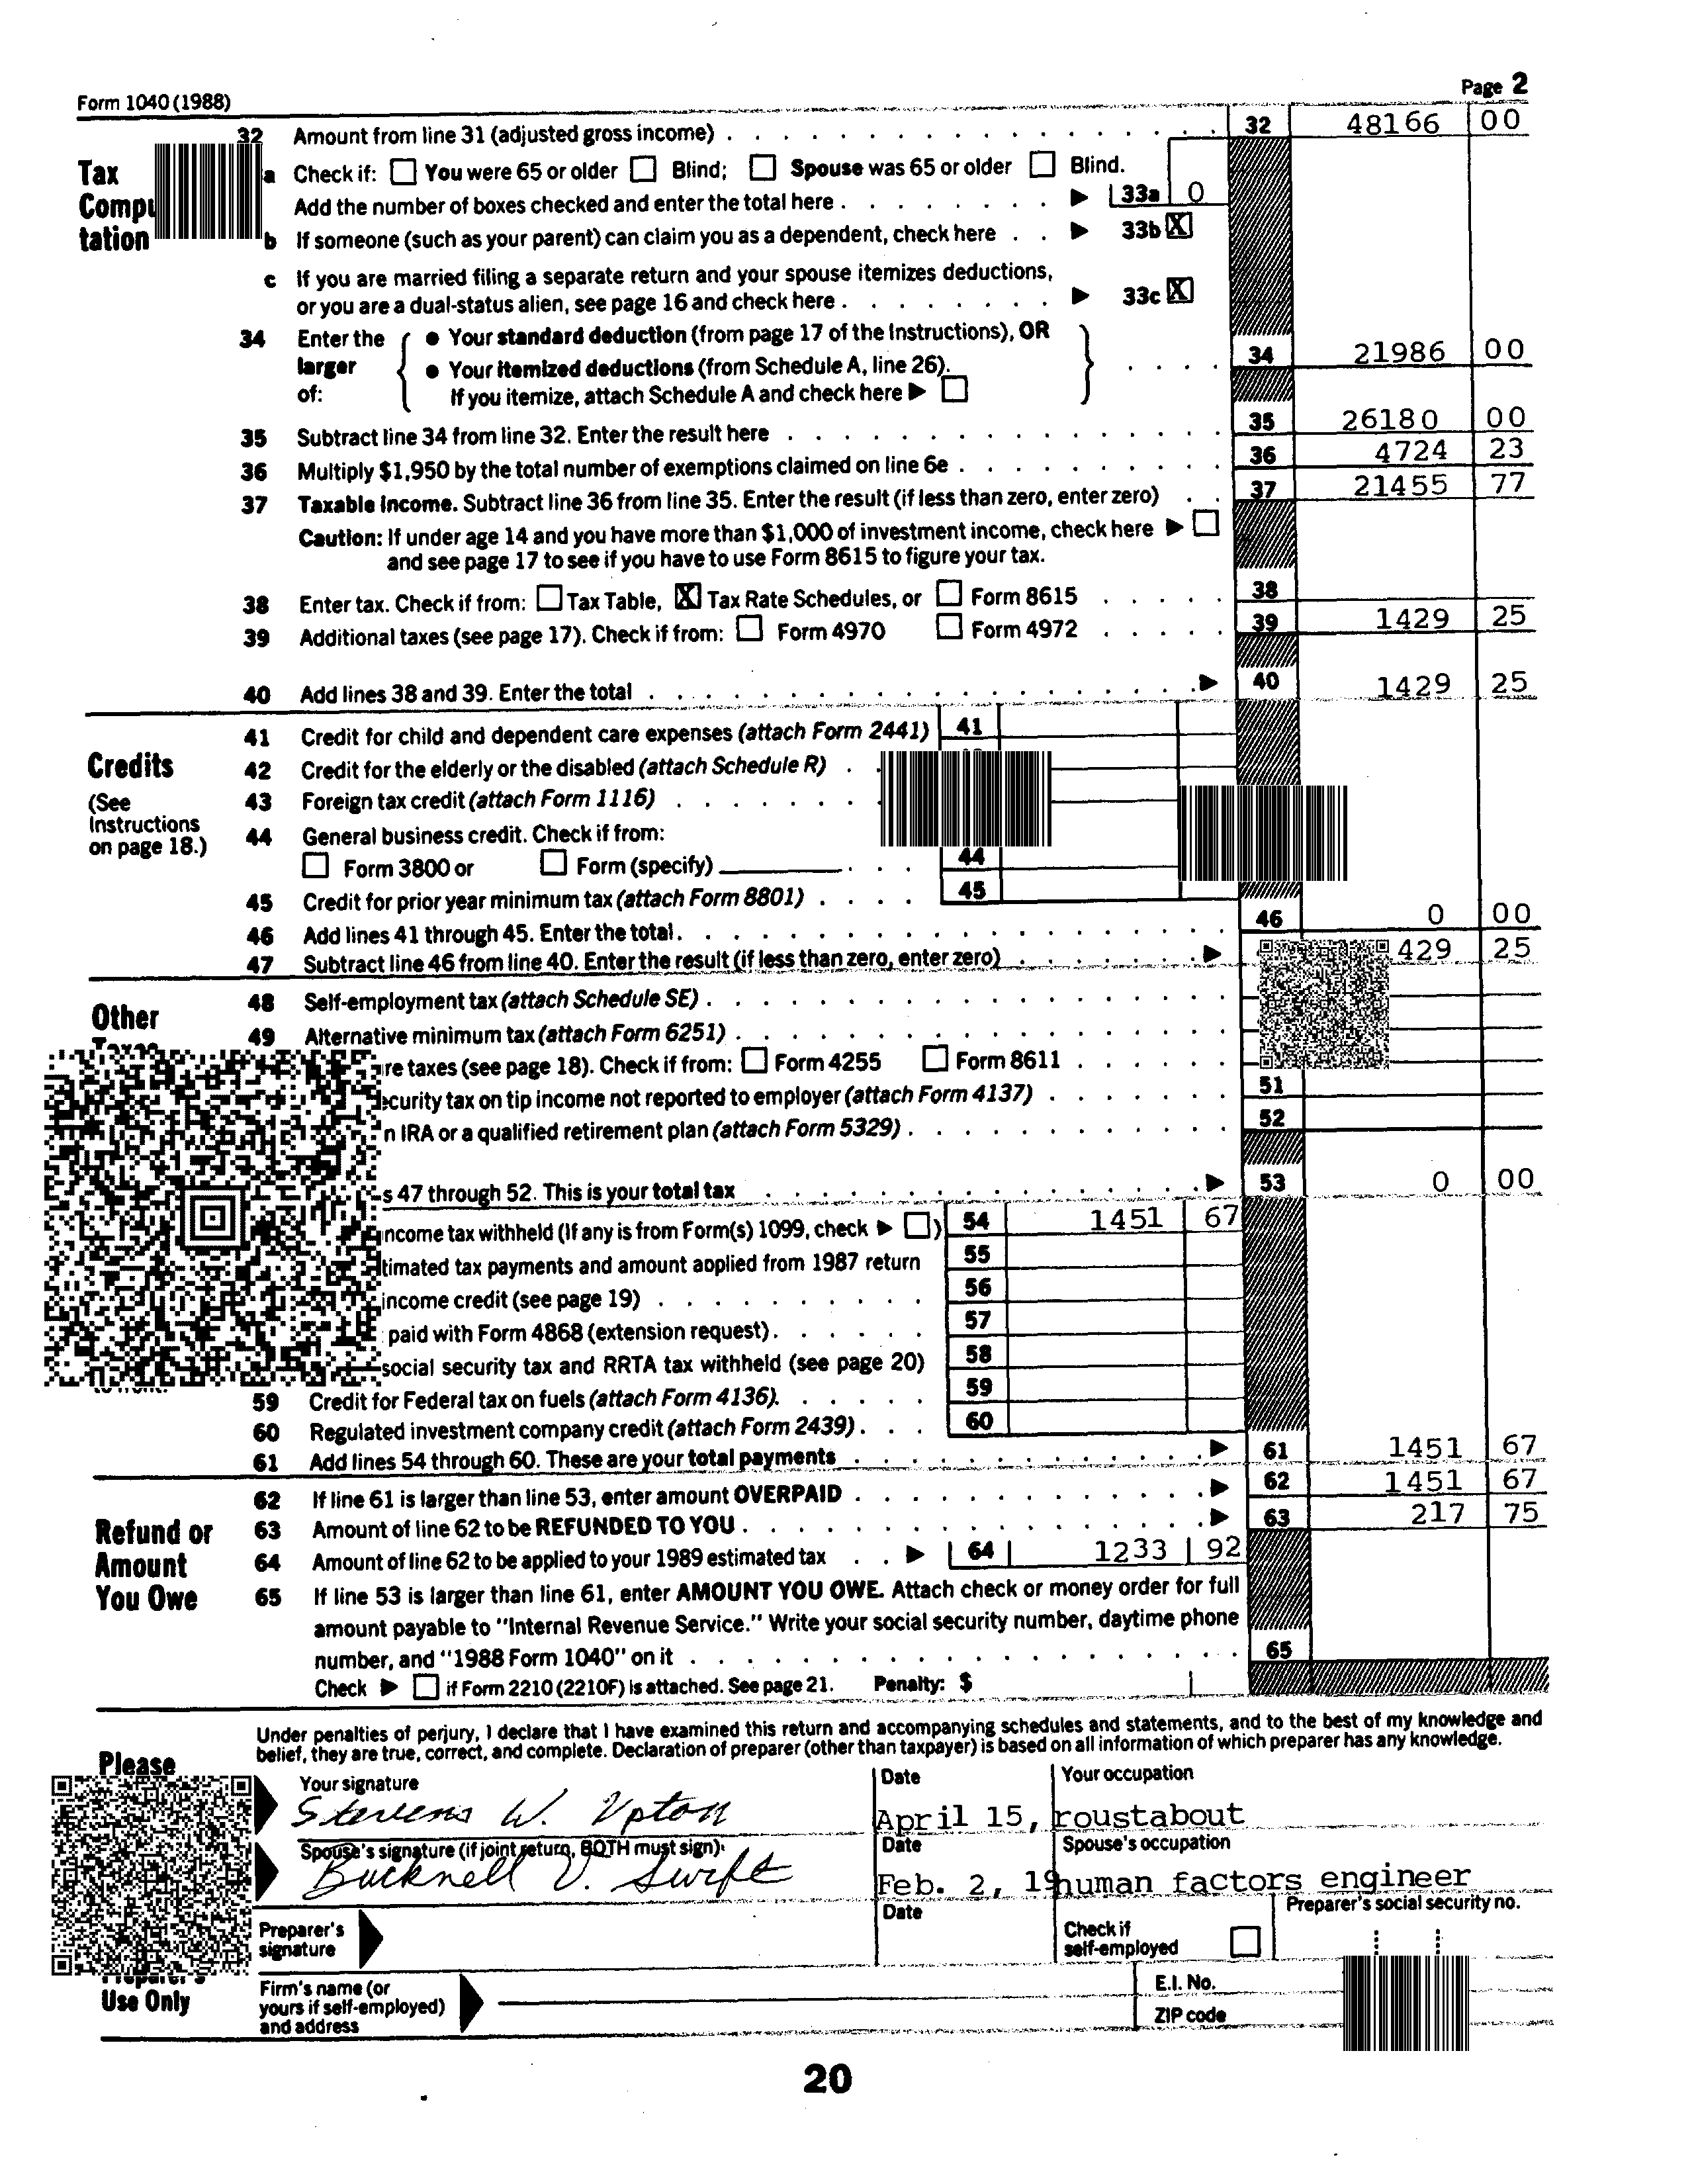 Form 1040 (1988) Page 2
32 Amount from line 31 (adjusted gross income) 32 48166 00
Tax
a Check if: You were 65 or older Blind; Spouse was 65 or older Blind.
Add the number of boxes checked and enter the total here 33a 0
tation b If someone (such as your parent) can claim you as a dependent, check here 33b X
c If you are married filing a separate return and your spouse itemizes deductions,
or you are a dual-status alien, see page 16 and check here 33c X
34 Enter the larger of:
• Your standard deduction (from page 17 of the Instructions), OR
• Your itemized deductions (from Schedule A, line 26).
If you itemize, attach Schedule A and check here
34 21986 00
35 Subtract line 34 from line 32. Enter the result here 35 26180 00
36 Multiply $1,950 by the total number of exemptions claimed on line 6e 36 4724 23
37 Taxable income. Subtract line 36 from line 35. Enter the result (if less than zero, enter zero) 37 21455 77
Caution: If under age 14 and you have more than $1,000 of investment income, check here
and see page 17 to see if you have to use Form 8615 to figure your tax.
38 Enter tax. Check if from: Tax Table, X Tax Rate Schedules, or Form 8615 38
39 Additional taxes (see page 17). Check if from: Form 4970 Form 4972 39 1429 25
40 Add lines 38 and 39. Enter the total 40 1429 25
Credits
(See
Instructions
on page 18.)
41 Credit for child and dependent care expenses (attach Form 2441) 41
42 Credit for the elderly or the disabled (attach Schedule R)
43 Foreign tax credit (attach Form 1116)
44 General business credit. Check if from:
Form 3800 or Form (specify) 44
45 Credit for prior year minimum tax (attach Form 8801) 45
46 Add lines 41 through 45. Enter the total 46 0 00
47 Subtract line 46 from line 40. Enter the result (if less than zero, enter zero) 429 25
Other
48 Self-employment tax (attach Schedule SE)
49 Alternative minimum tax (attach Form 6251)
taxes (see page 18). Check if from: Form 4255 Form 8611
tax on tip income not reported to employer (attach Form 4137) 51
IRA or a qualified retirement plan (attach Form 5329) 52
47 through 52. This is your total tax 53 0 00
tax withheld (If any is from Form(s) 1099, check ) 54 1451 67
tax payments and amount applied from 1987 return 55
income credit (see page 19) 56
paid with Form 4868 (extension request) 57
social security tax and RRTA tax withheld (see page 20) 58
59 Credit for Federal tax on fuels (attach Form 4136) 59
60 Regulated investment company credit (attach Form 2439) 60
61 Add lines 54 through 60. These are your total payments 61 1451 67
Refund or
Amount
You Owe
62 If line 61 is larger than line 53, enter amount OVERPAID 62 1451 67
63 Amount of line 62 to be REFUNDED TO YOU 63 217 75
64 Amount of line 62 to be applied to your 1989 estimated tax 64 1233 92
65 If line 53 is larger than line 61, enter AMOUNT YOU OWE. Attach check or money order for full
amount payable to "Internal Revenue Service." Write your social security number, daytime phone
number, and "1988 Form 1040" on it 65
Check if Form 2210 (2210F) is attached. See page 21. Penalty: $
Under penalties of perjury, I declare that I have examined this return and accompanying schedules and statements, and to the best of my knowledge and
belief, they are true, correct, and complete. Declaration of preparer (other than taxpayer) is based on all information of which preparer has any knowledge.
Please
Your signature Date Your occupation
Stevens W. Upton April 15, roustabout
Spouse's signature (if joint return, BOTH must sign) Date Spouse's occupation
Bucknell V. Swift Feb. 2, 19 human factors engineer
Preparer's signature Date Check if self-employed Preparer's social security no.
Use Only
Firm's name (or
yours if self-employed)
and address
E.I. No.
ZIP code
20